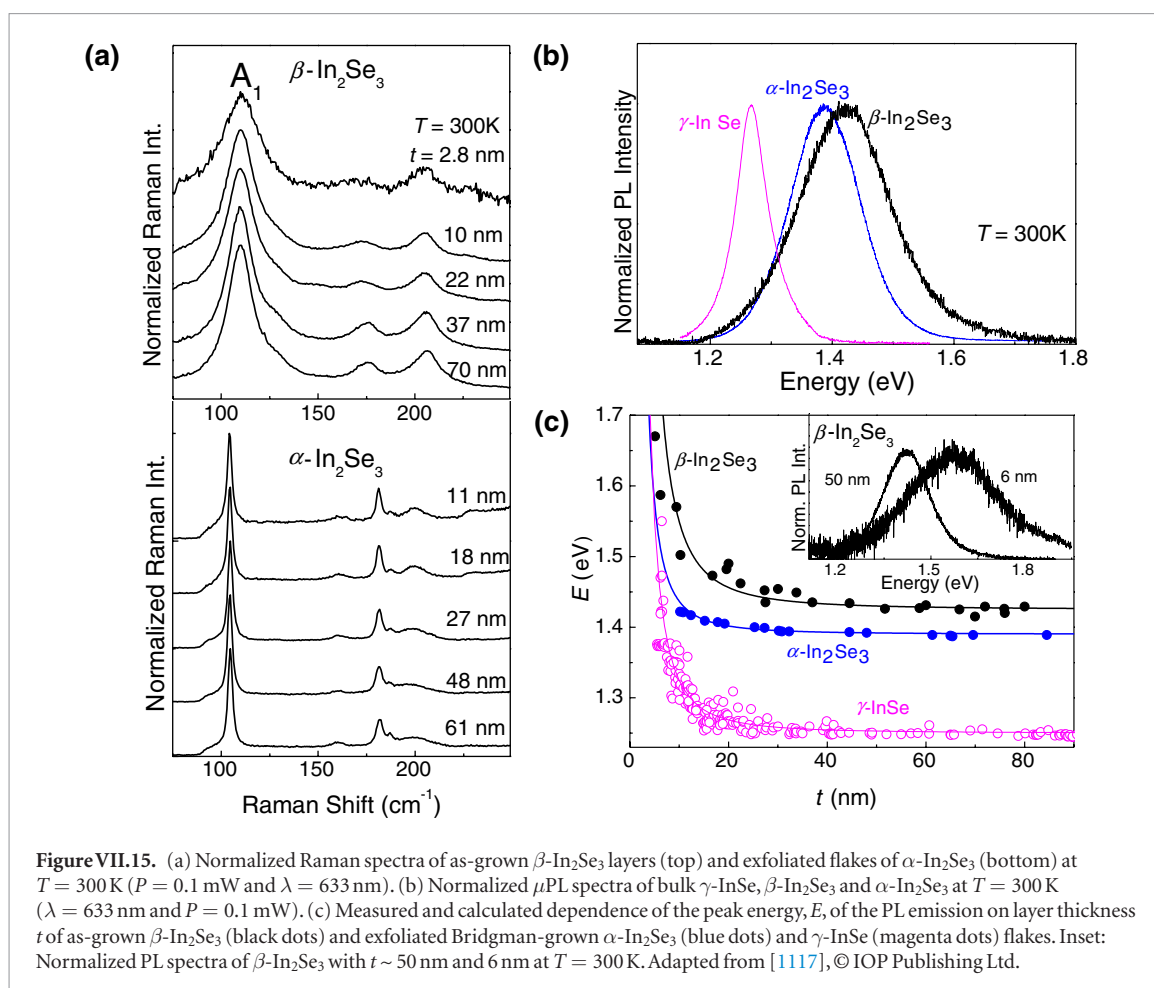 (a)
β-In2Se3
A1
T = 300K
t = 2.8 nm
10 nm
22 nm
37 nm
70 nm
Normalized Raman Int.
100 150 200
α-In2Se3
11 nm
18 nm
27 nm
48 nm
61 nm
Normalized Raman Int.
100 150 200
Raman Shift (cm-1)
(b)
α-In2Se3
γ-In Se
β-In2Se3
T = 300K
Normalized PL Intensity
1.2 1.4 1.6 1.8
Energy (eV)
(c)
1.7
1.6
1.5
1.4
1.3
E (eV)
β-In2Se3
α-In2Se3
γ-InSe
0 20 40 60 80
t (nm)
β-In2Se3
50 nm
6 nm
Norm. PL Int.
1.2 1.5 1.8
Energy (eV)
Figure VII.15. (a) Normalized Raman spectra of as-grown β-In2Se3 layers (top) and exfoliated flakes of α-In2Se3 (bottom) at
T = 300 K (P = 0.1 mW and λ = 633 nm). (b) Normalized μPL spectra of bulk γ-InSe, β-In2Se3 and α-In2Se3 at T = 300 K
(λ = 633 nm and P = 0.1 mW). (c) Measured and calculated dependence of the peak energy, E, of the PL emission on layer thickness
t of as-grown β-In2Se3 (black dots) and exfoliated Bridgman-grown α-In2Se3 (blue dots) and γ-InSe (magenta dots) flakes. Inset:
Normalized PL spectra of β-In2Se3 with t ~ 50 nm and 6 nm at T = 300 K. Adapted from [1117], © IOP Publishing Ltd.